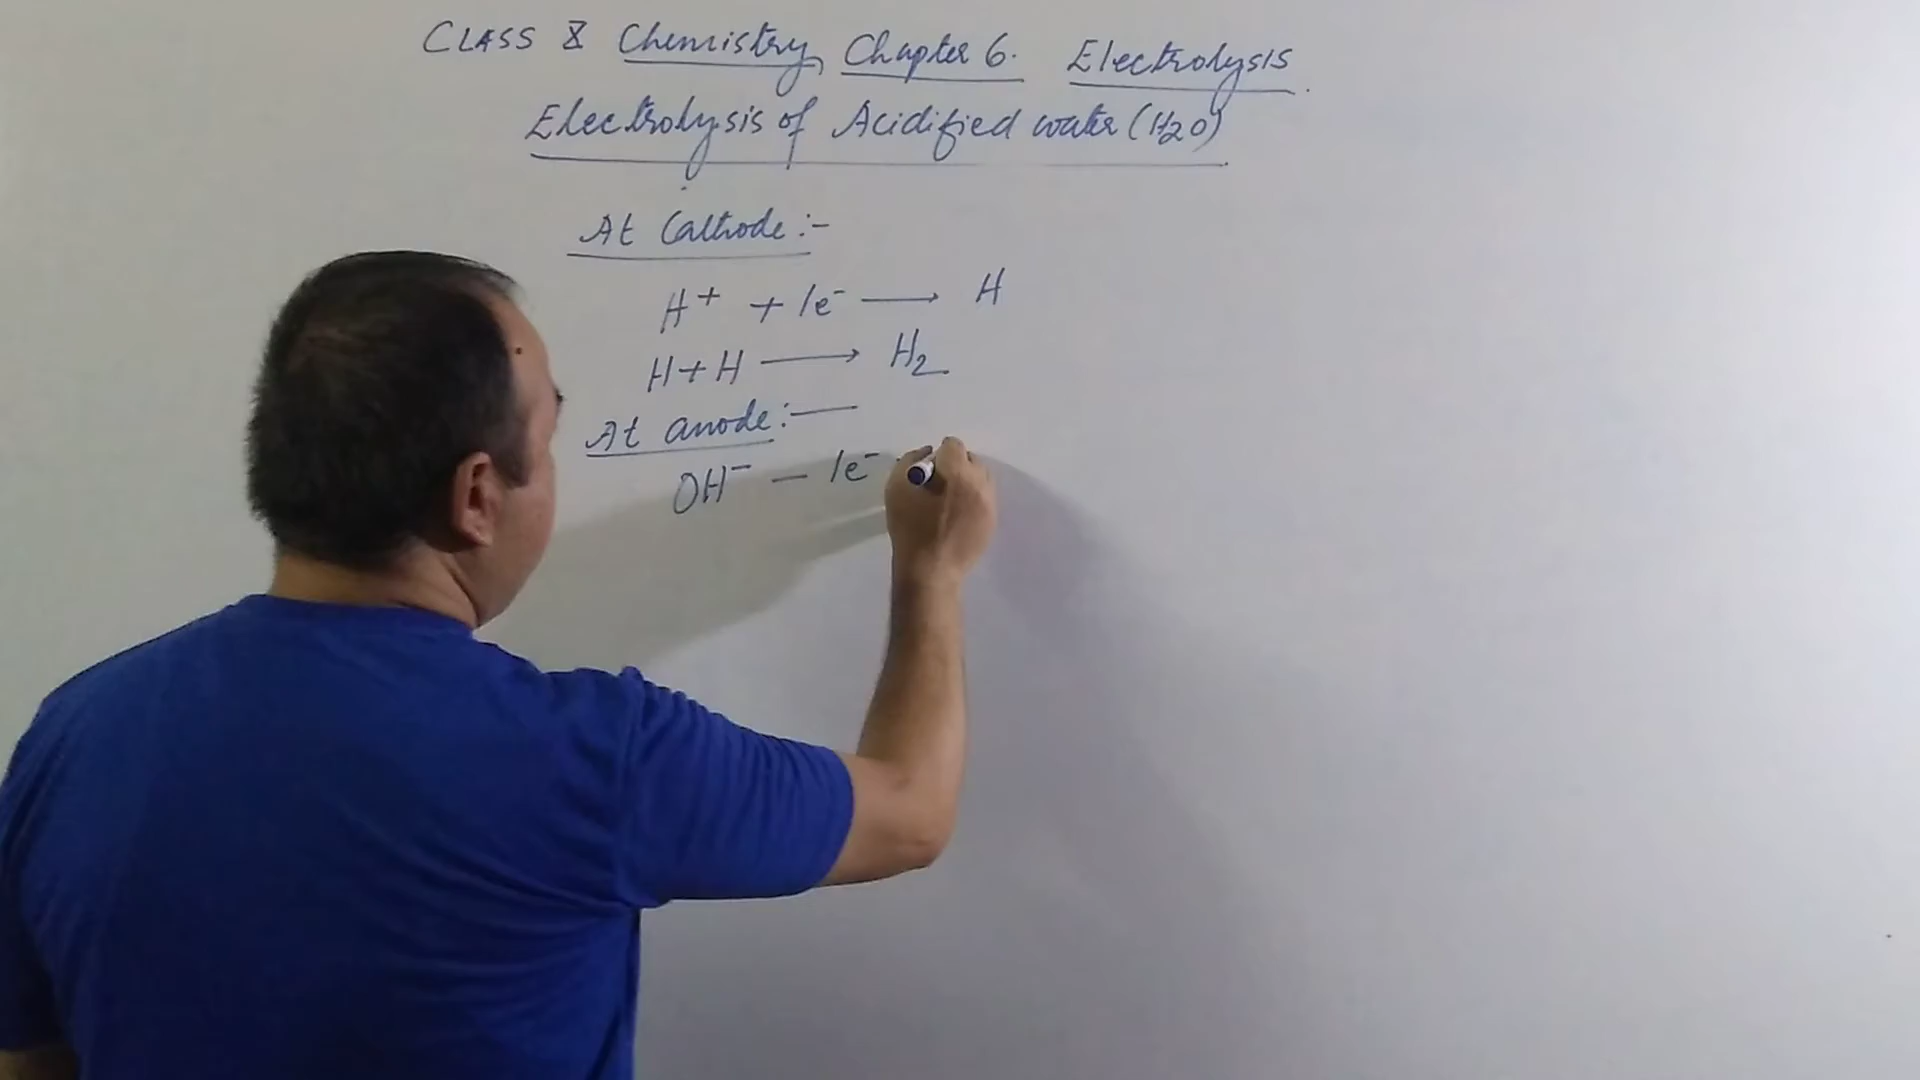 CLASS X Chemistry Chapter 6. Electrolysis.
Electrolysis of Acidified water (H2O)
At Cathode :-
H+ + 1e- ⟶ H
H+H ⟶ H2
At anode :-
OH- - 1e-